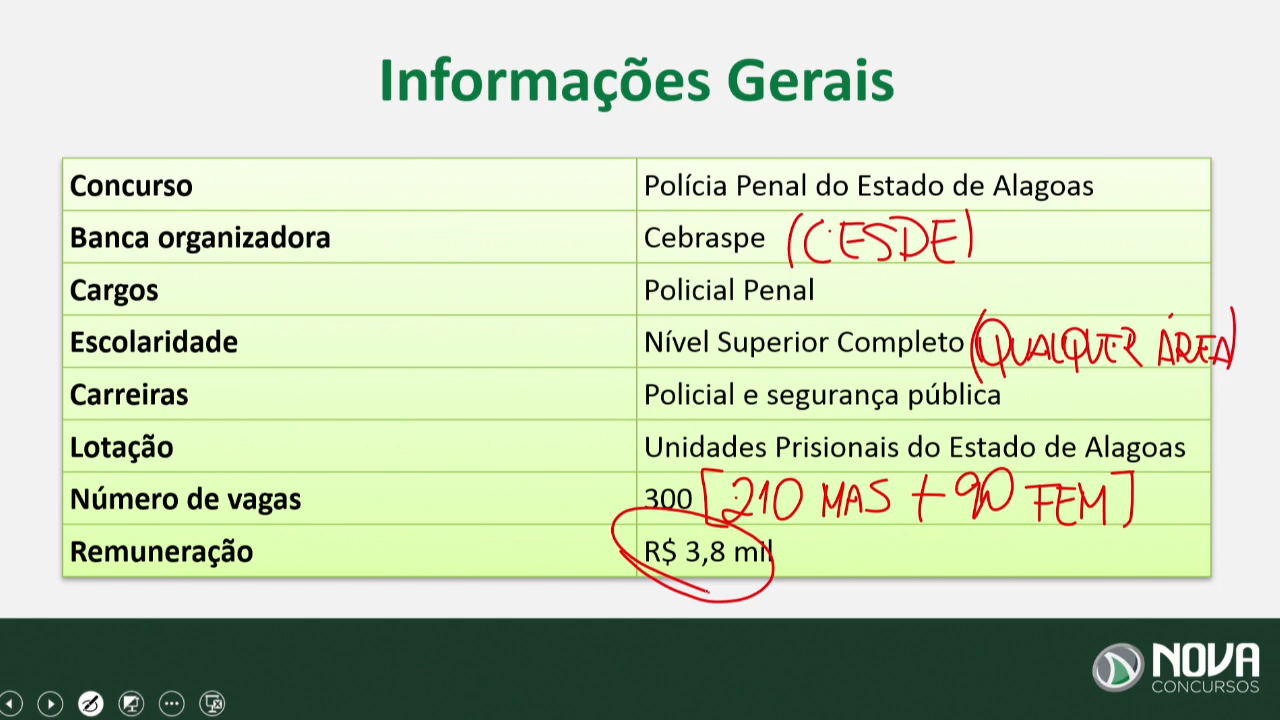 Informações Gerais
Concurso Polícia Penal do Estado de Alagoas
Banca organizadora Cebraspe (CESDE)
Cargos Policial Penal
Escolaridade Nível Superior Completo (QUALQUER ÁREA)
Carreiras Policial e segurança pública
Lotação Unidades Prisionais do Estado de Alagoas
Número de vagas 300 [210 MAS + 90 FEM]
Remuneração R$ 3,8 mil
NOVA
CONCURSOS